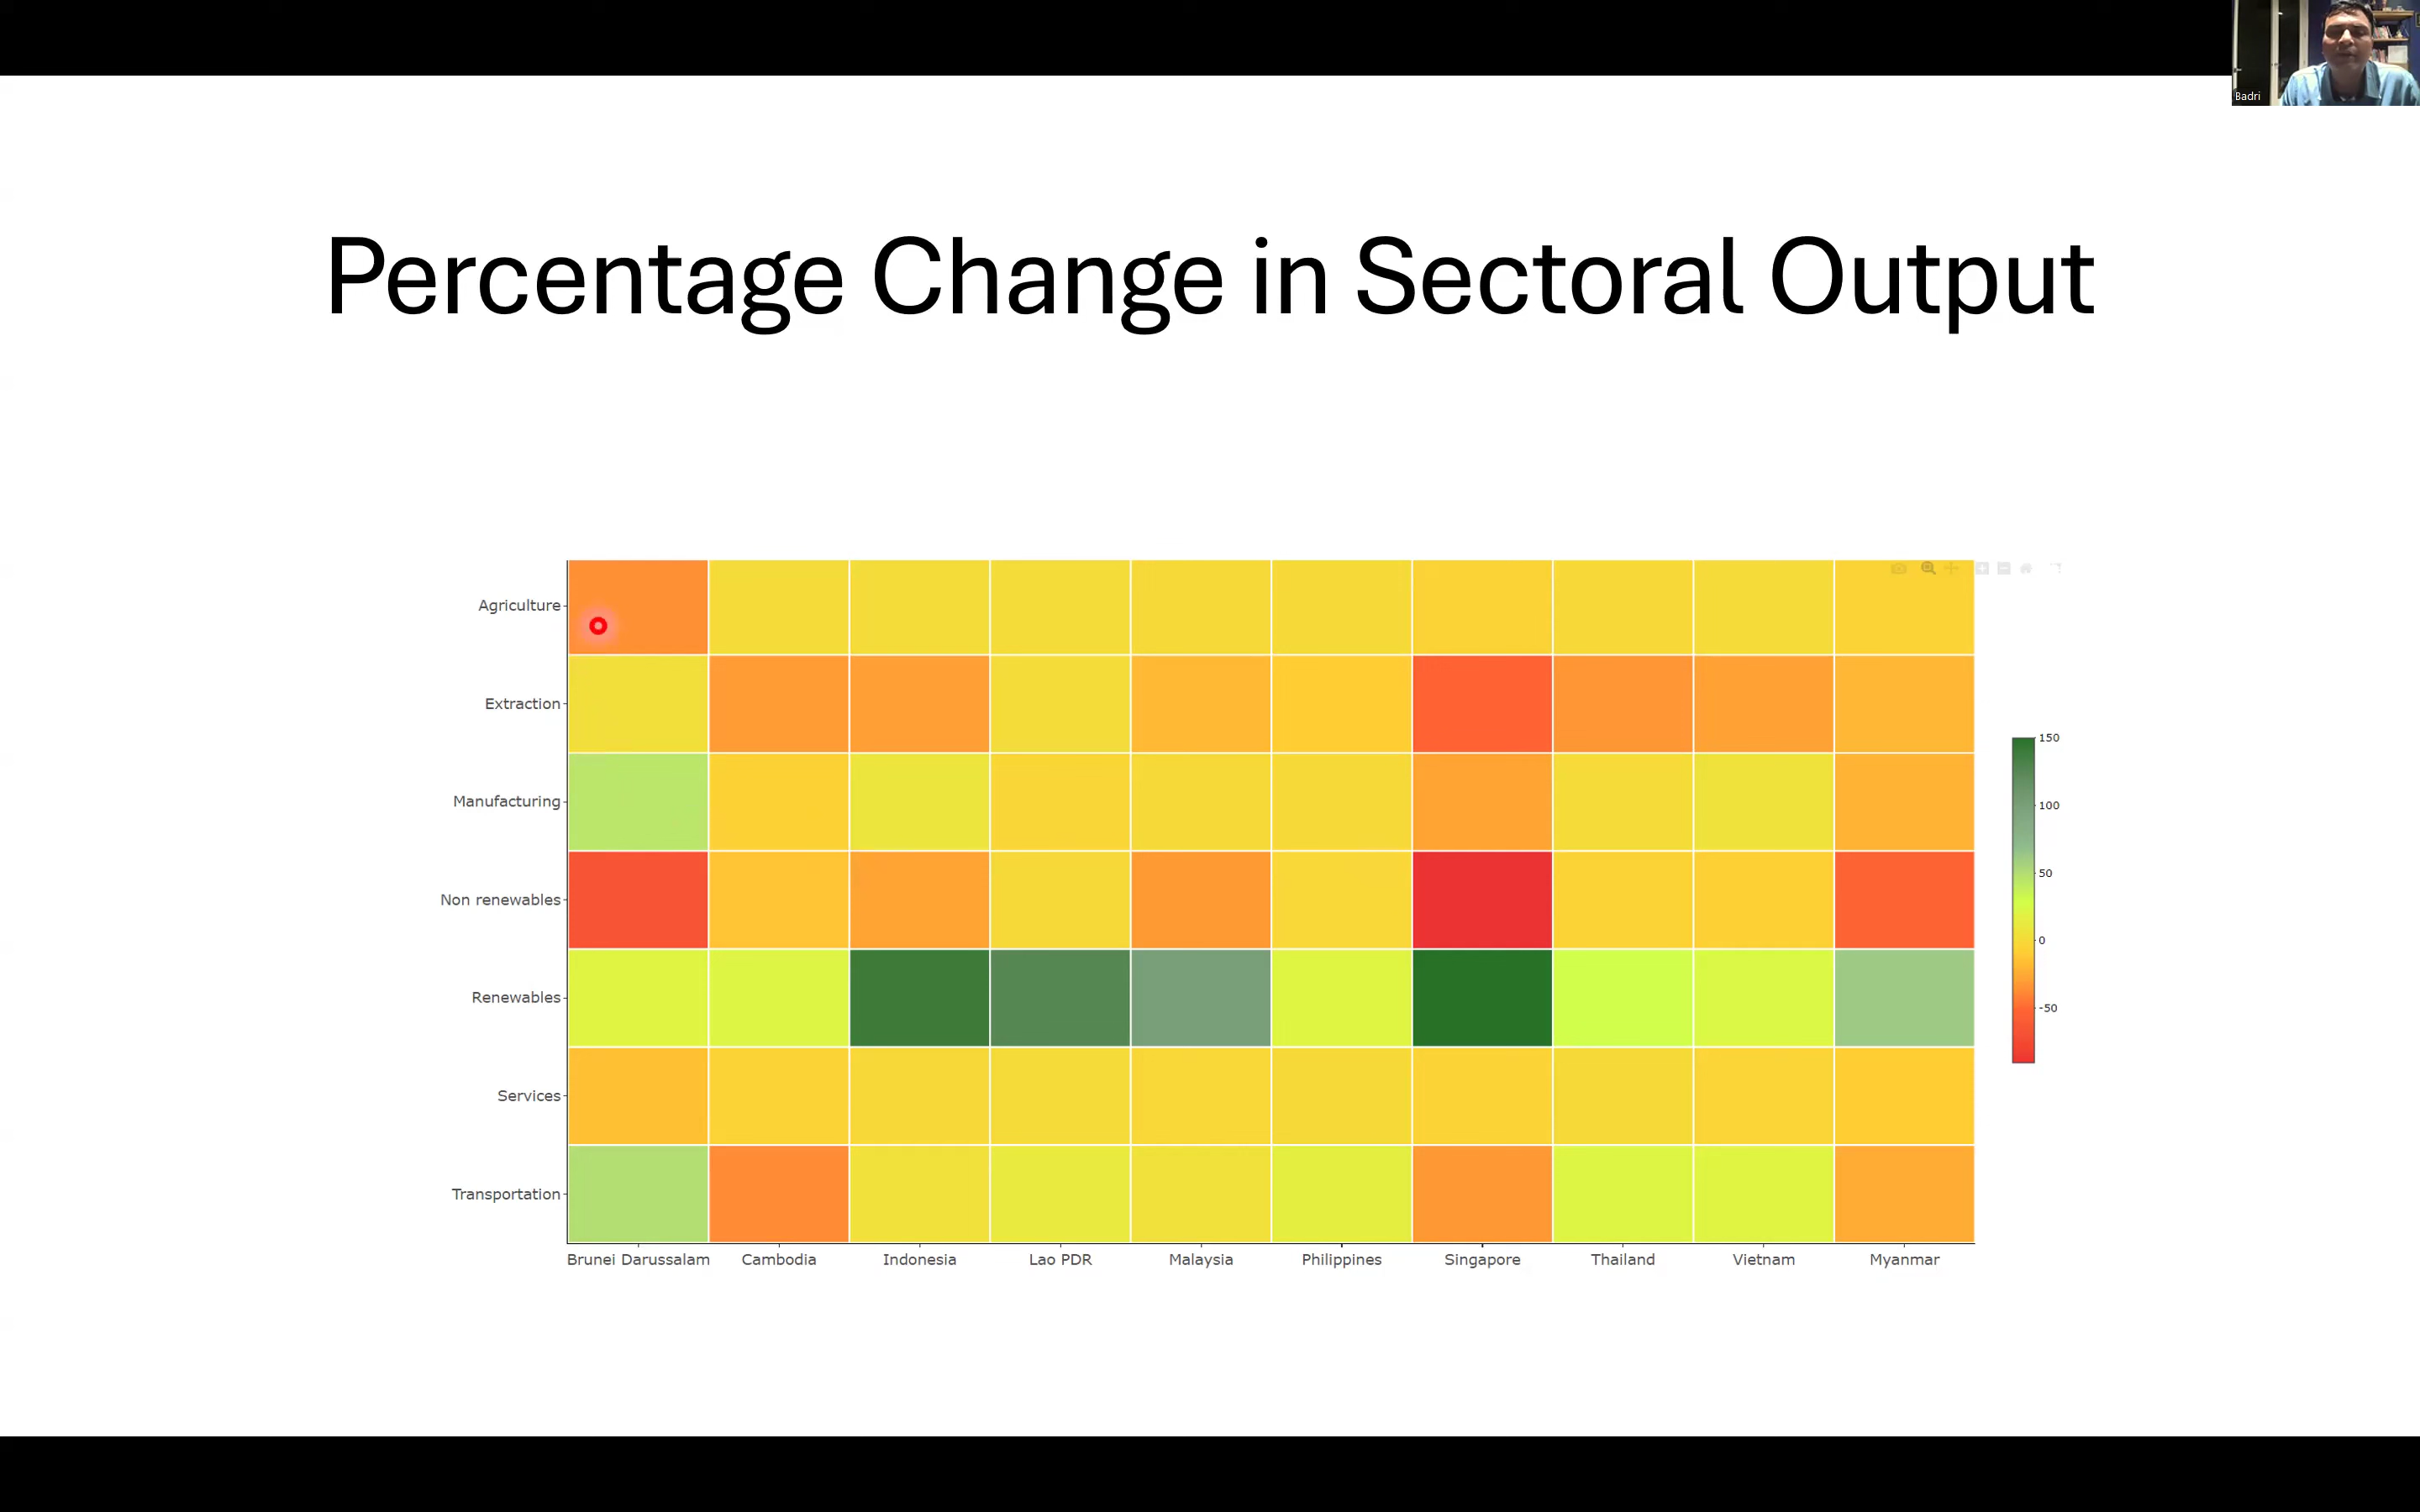 Badri
Percentage Change in Sectoral Output
Agriculture
Extraction
Manufacturing
Non renewables
Renewables
Services
Transportation
150
100
50
0
-50
Brunei Darussalam Cambodia Indonesia Lao PDR Malaysia Philippines Singapore Thailand Vietnam Myanmar